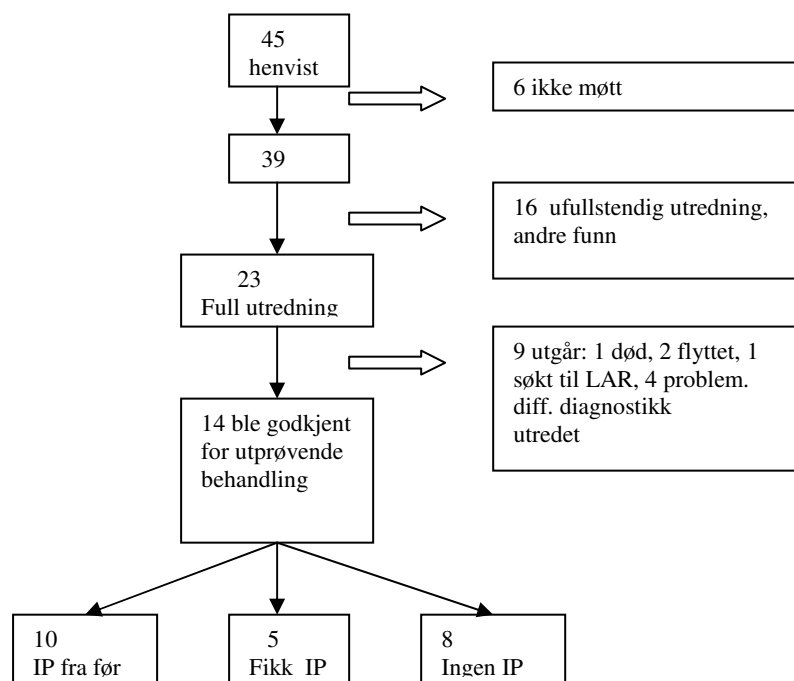 45
henvist
6 ikke møtt
39
16 ufullstendig utredning,
andre funn
23
Full utredning
9 utgår: 1 død, 2 flyttet, 1
søkt til LAR, 4 problem.
diff. diagnostikk
utredet
14 ble godkjent
for utprøvende
behandling
10
IP fra før
5
Fikk IP
8
Ingen IP